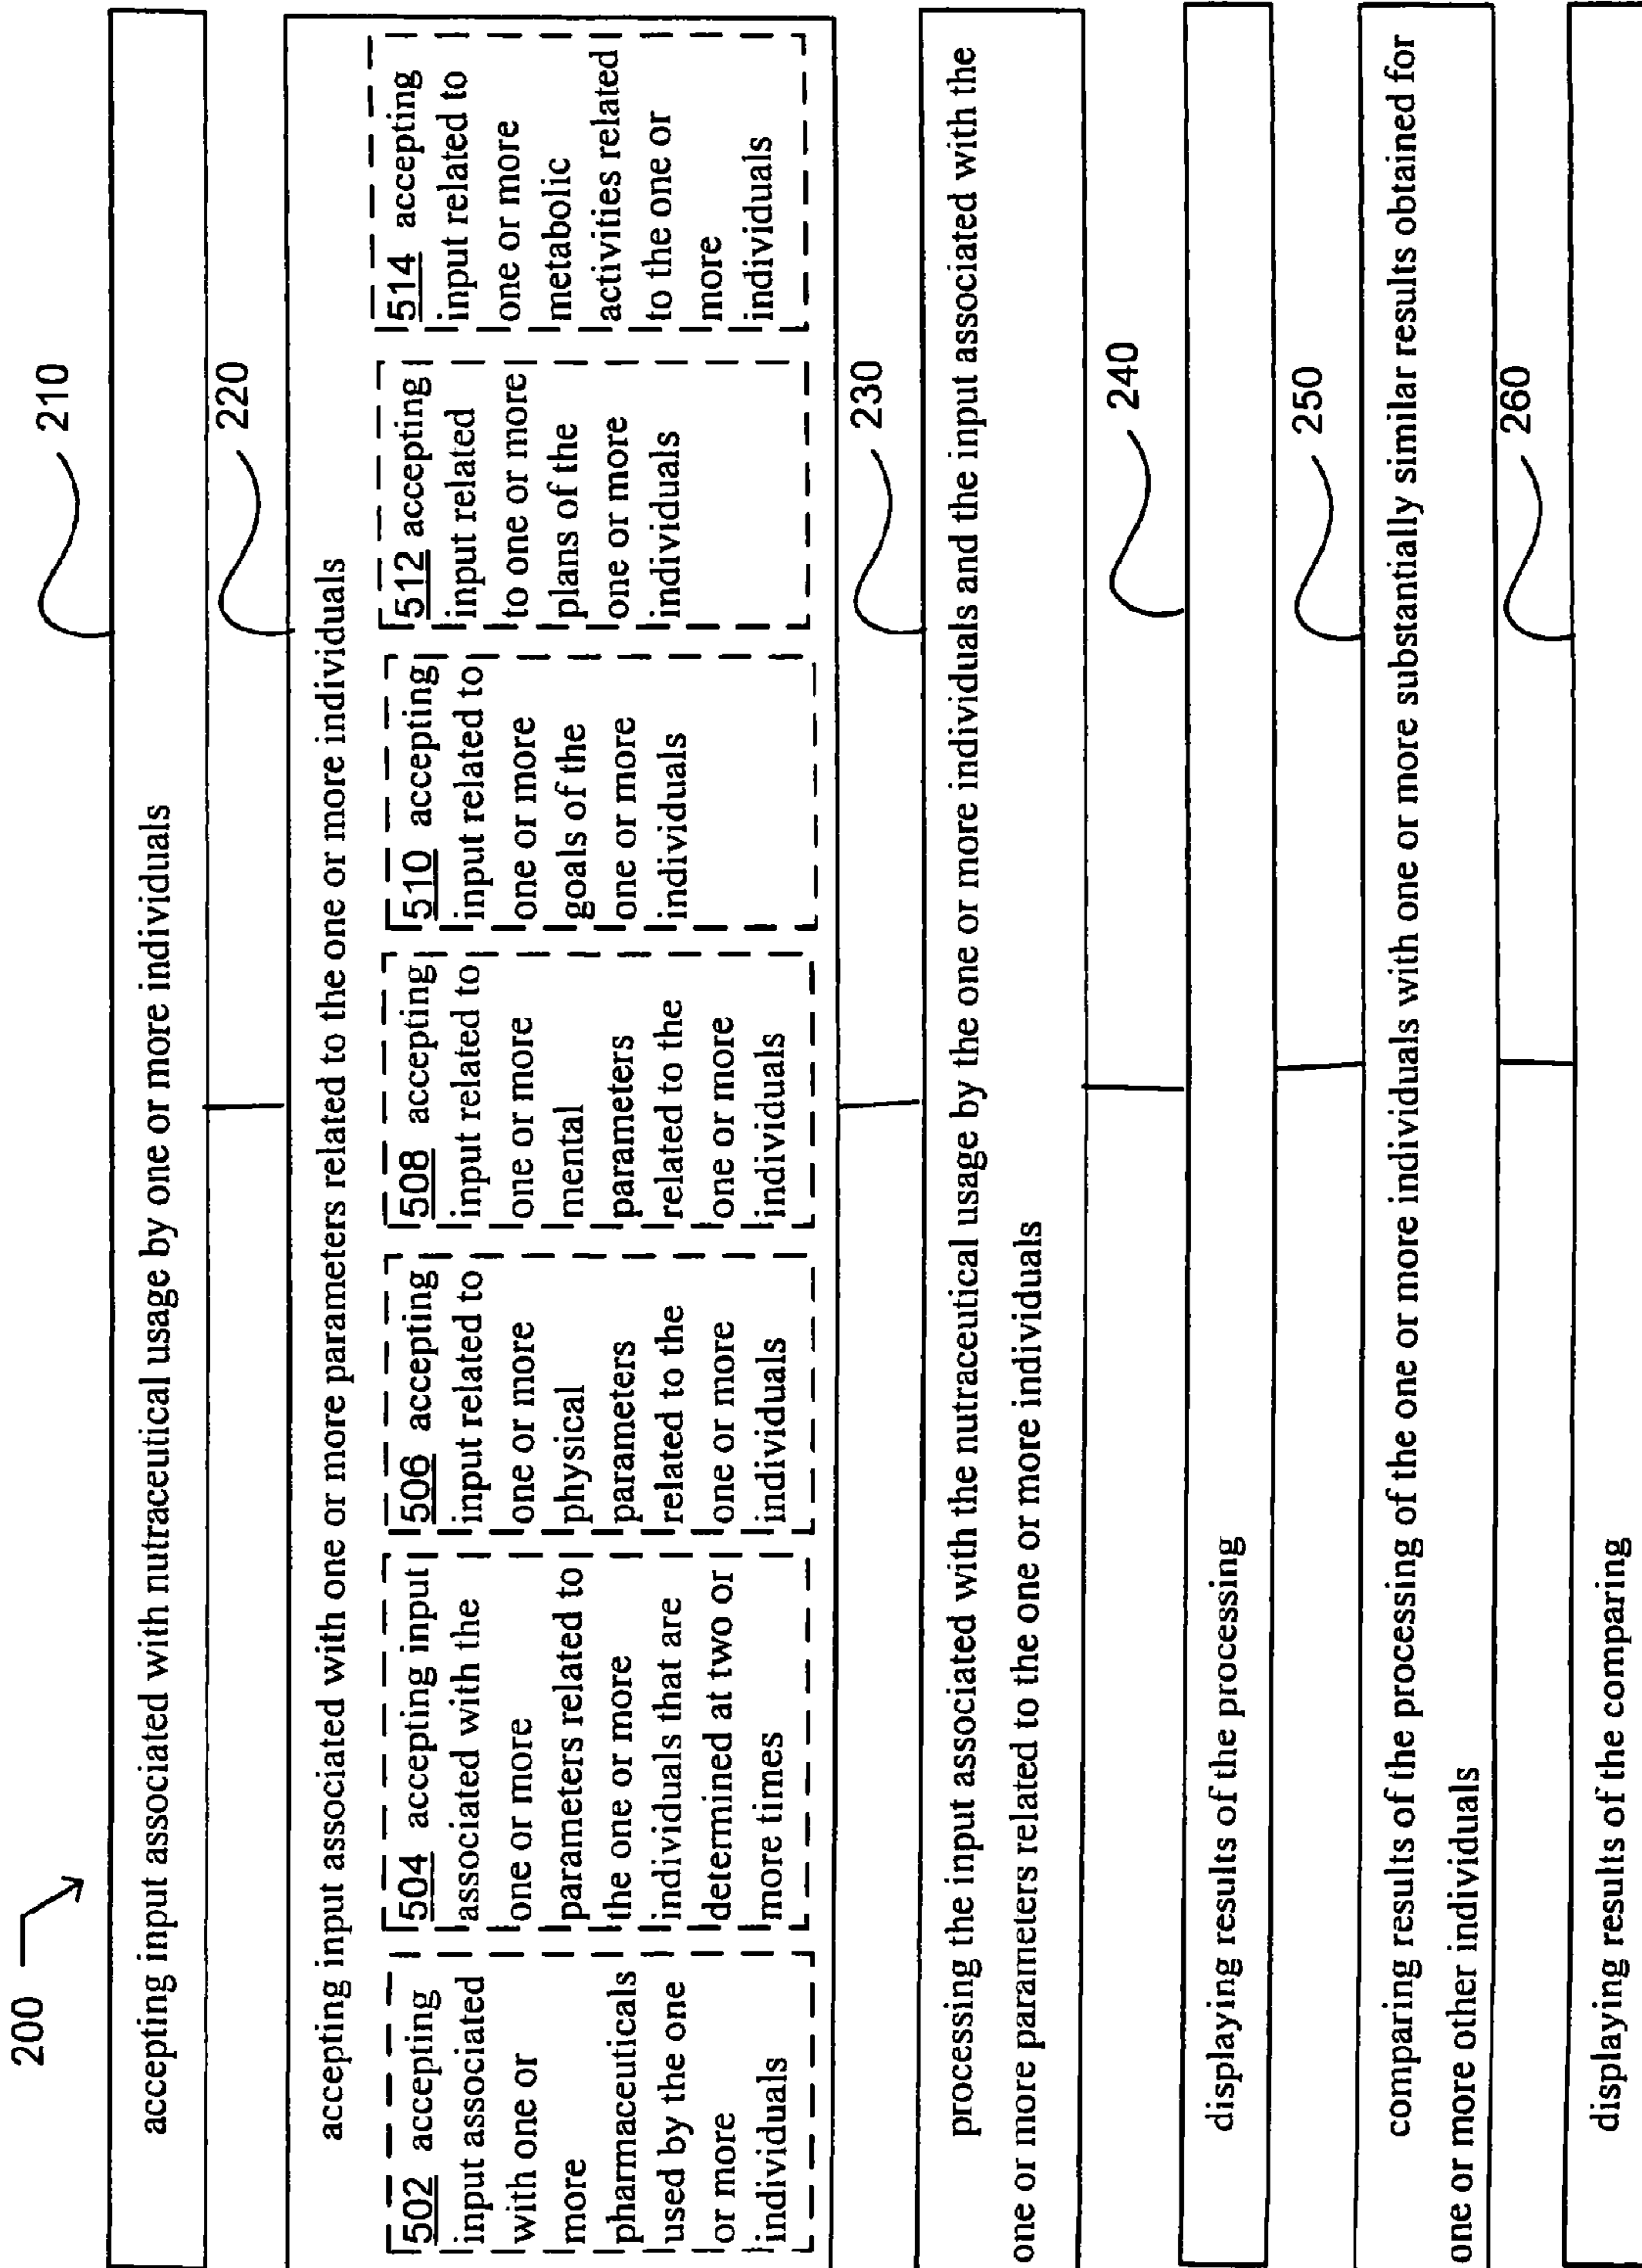 200
210
accepting input associated with nutraceutical usage by one or more individuals
220
accepting input associated with one or more parameters related to the one or more individuals
502 accepting
input associated
with one or
more
pharmaceuticals
used by the one
or more
individuals
504 accepting input
associated with the
one or more
parameters related to
the one or more
individuals that are
determined at two or
more times
506 accepting
input related to
one or more
physical
parameters
related to the
one or more
individuals
508 accepting
input related to
one or more
mental
parameters
related to the
one or more
individuals
510 accepting
input related to
one or more
goals of the
one or more
individuals
512 accepting
input related
to one or more
plans of the
one or more
individuals
514 accepting
input related to
one or more
metabolic
activities related
to the one or
more
individuals
230
processing the input associated with the nutraceutical usage by the one or more individuals and the input associated with the
one or more parameters related to the one or more individuals
240
displaying results of the processing
250
comparing results of the processing of the one or more individuals with one or more substantially similar results obtained for
one or more other individuals
260
displaying results of the comparing